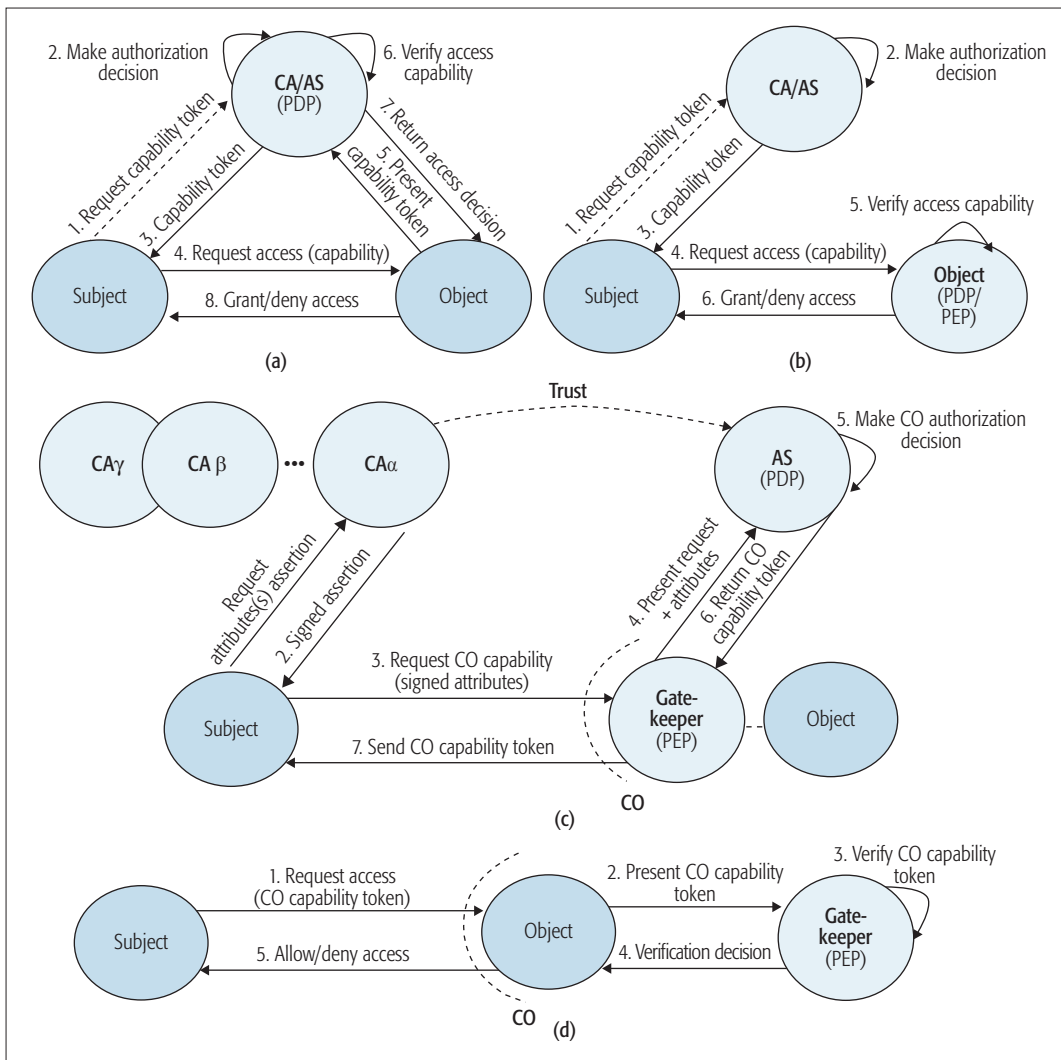 2. Make authorization
decision
6. Verify access
capability
CA/AS
(PDP)
1. Request capability token
3. Capability token
5. Present
capability token
7. Return access decision
4. Request access (capability)
8. Grant/deny access
Subject
Object
(a)
2. Make authorization
decision
CA/AS
1. Request capability token
3. Capability token
5. Verify access capability
4. Request access (capability)
6. Grant/deny access
Subject
Object
(PDP/
PEP)
(b)
Trust
CAγ
CA β
•••
CAα
AS
(PDP)
5. Make CO authorization
decision
Request
attributes(s) assertion
2. Signed assertion
4. Present request
+ attributes
6. Return CO
capability token
3. Request CO capability
(signed attributes)
7. Send CO capability token
Subject
Gate-
keeper
(PEP)
Object
CO
(c)
1. Request access
(CO capability token)
2. Present CO capability
token
3. Verify CO capability
token
Subject
Object
Gate-
keeper
(PEP)
5. Allow/deny access
4. Verification decision
CO
(d)